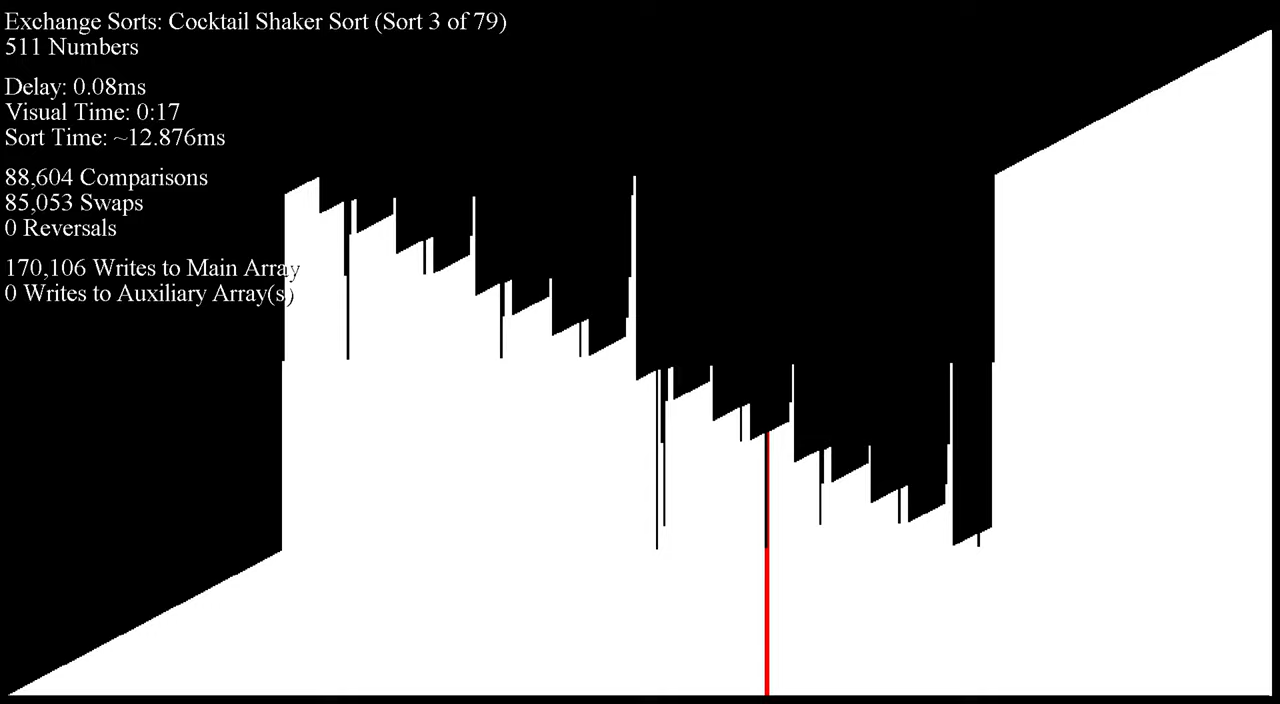 Exchange Sorts: Cocktail Shaker Sort (Sort 3 of 79)
511 Numbers
Delay: 0.08ms
Visual Time: 0:17
Sort Time: ~12.876ms
88,604 Comparisons
85,053 Swaps
0 Reversals
170,106 Writes to Main Array
0 Writes to Auxiliary Array(s)